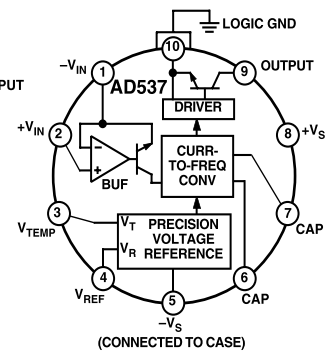 LOGIC GND
10
–VIN
1
AD537
9
OUTPUT
PUT
DRIVER
+VIN
2
8
+VS
–
+
BUF
CURR-
TO-FREQ
CONV
3
VTEMP
7
CAP
VT
PRECISION
VOLTAGE
REFERENCE
VR
4
VREF
6
CAP
5
–VS
(CONNECTED TO CASE)